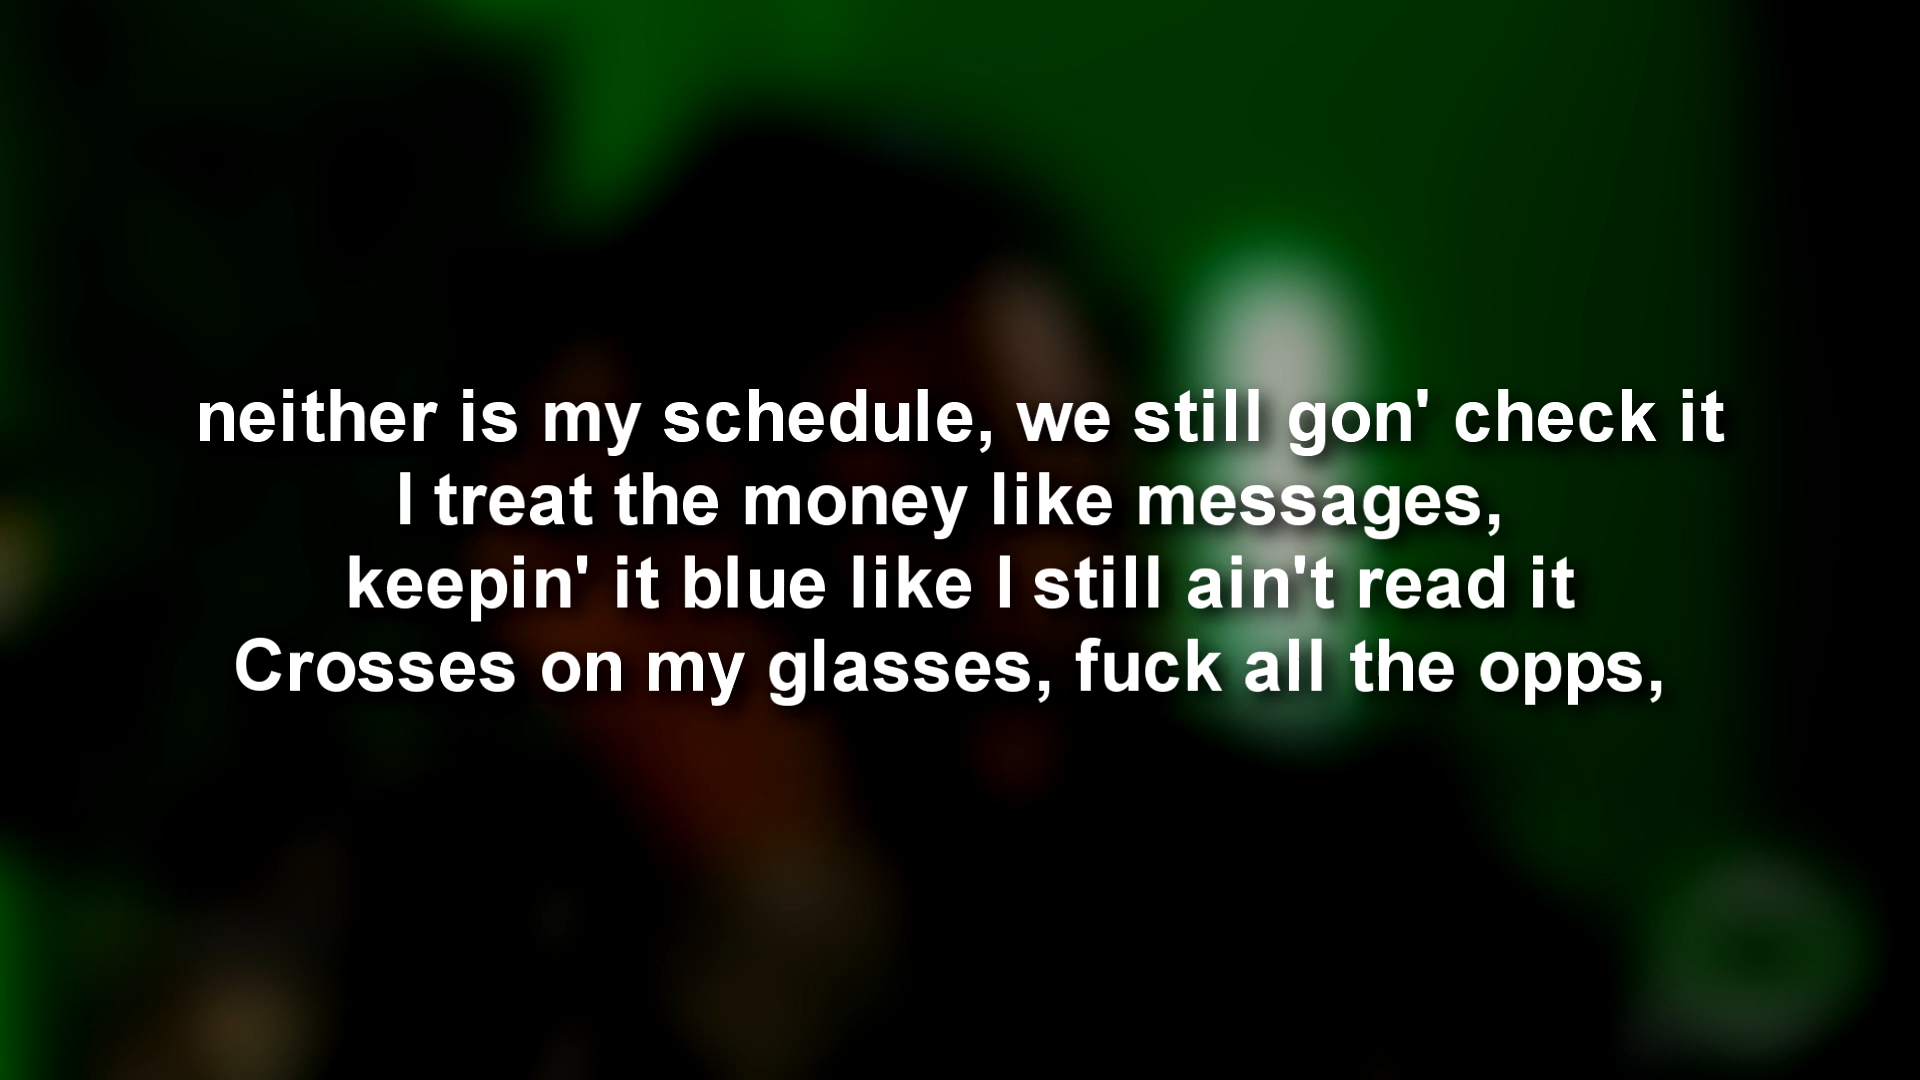 neither is my schedule, we still gon' check it
I treat the money like messages,
keepin' it blue like I still ain't read it
Crosses on my glasses, fuck all the opps,